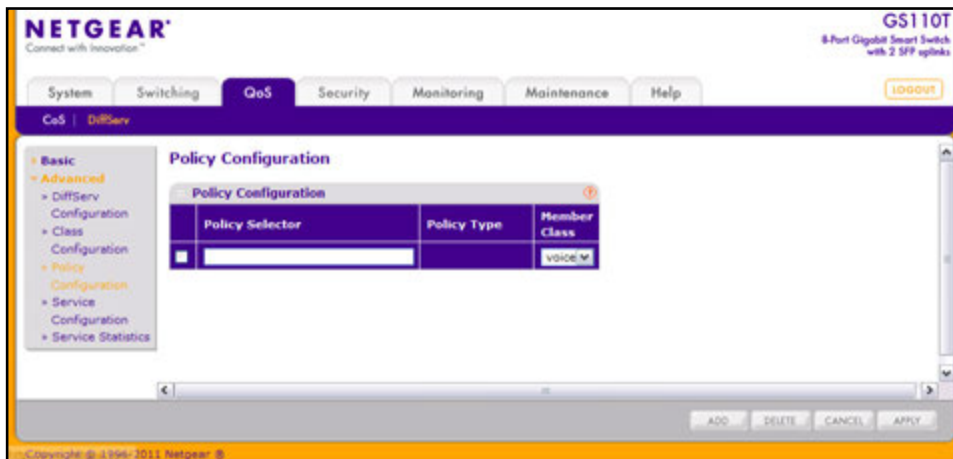 NETGEAR®
Connect with Innovation™
GS110T
8-Port Gigabit Smart Switch
with 2 SFP uplinks
System
Switching
QoS
Security
Monitoring
Maintenance
Help
LOGOUT
CoS | DiffServ
Basic
Advanced
» DiffServ
Configuration
» Class
Configuration
» Policy
Configuration
» Service
Configuration
» Service Statistics
Policy Configuration
Policy Configuration
?
Policy Selector
Policy Type
Member
Class
voice
ADD
DELETE
CANCEL
APPLY
Copyright © 1996-2011 Netgear ®